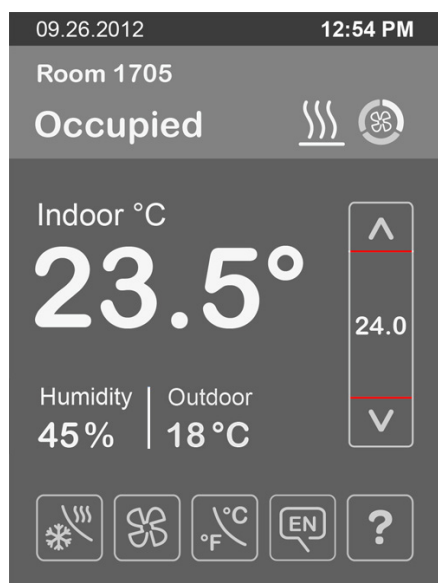 09.26.2012 12:54 PM
Room 1705
Occupied
Indoor °C
23.5°
24.0
Humidity Outdoor
45% 18°C
°F °C EN ?